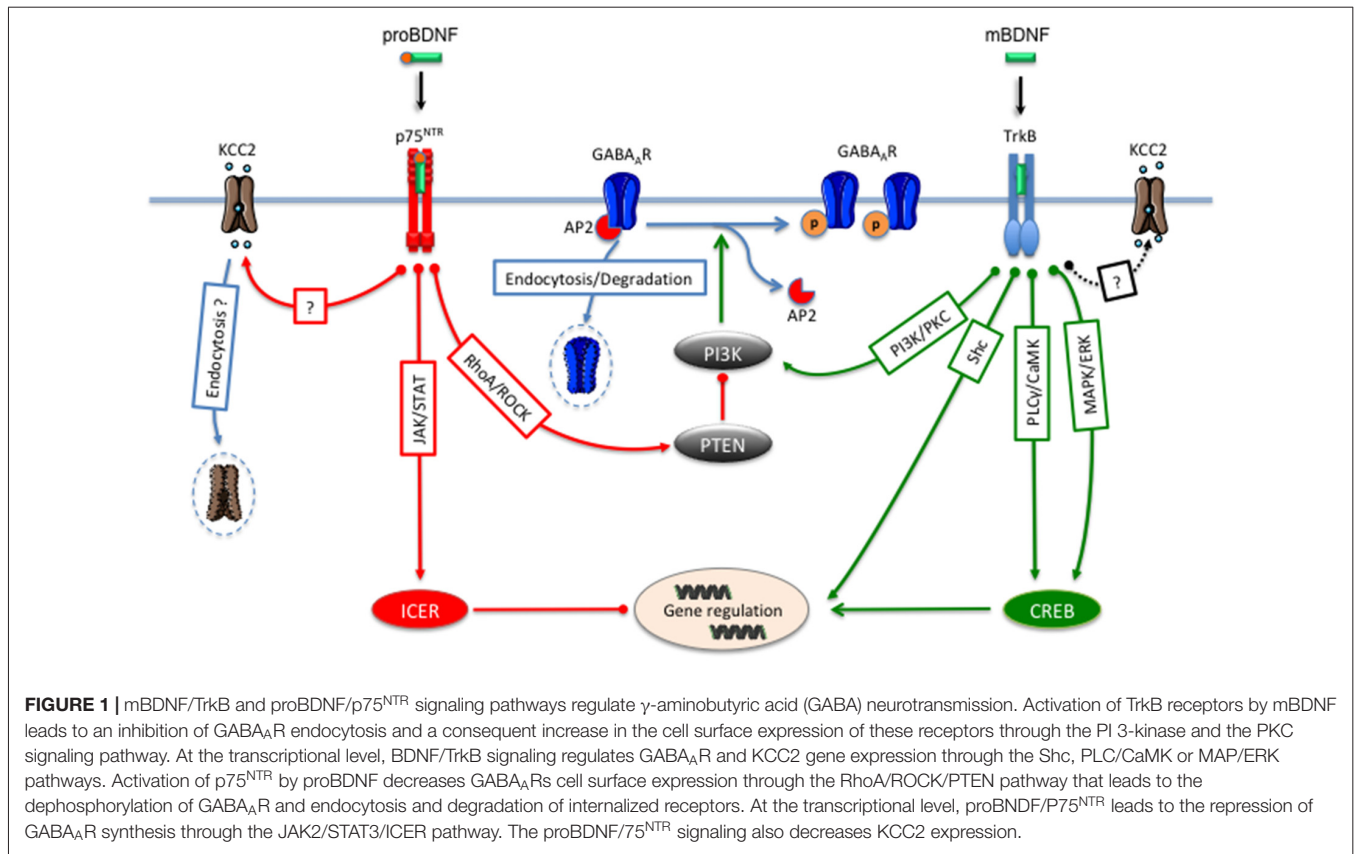 proBDNF
mBDNF
p75NTR
TrkB
KCC2
GABAAR
GABAAR
KCC2
AP2
p
p
Endocytosis/Degradation
AP2
?
?
Endocytosis ?
JAK/STAT
RhoA/ROCK
PI3K
PI3K/PKC
Shc
PLCγ/CaMK
MAPK/ERK
PTEN
ICER
Gene regulation
CREB
FIGURE 1 | mBDNF/TrkB and proBDNF/p75NTR signaling pathways regulate γ-aminobutyric acid (GABA) neurotransmission. Activation of TrkB receptors by mBDNF
leads to an inhibition of GABAAR endocytosis and a consequent increase in the cell surface expression of these receptors through the PI 3-kinase and the PKC
signaling pathway. At the transcriptional level, BDNF/TrkB signaling regulates GABAAR and KCC2 gene expression through the Shc, PLC/CaMK or MAP/ERK
pathways. Activation of p75NTR by proBDNF decreases GABAARs cell surface expression through the RhoA/ROCK/PTEN pathway that leads to the
dephosphorylation of GABAAR and endocytosis and degradation of internalized receptors. At the transcriptional level, proBNDF/P75NTR leads to the repression of
GABAAR synthesis through the JAK2/STAT3/ICER pathway. The proBDNF/75NTR signaling also decreases KCC2 expression.